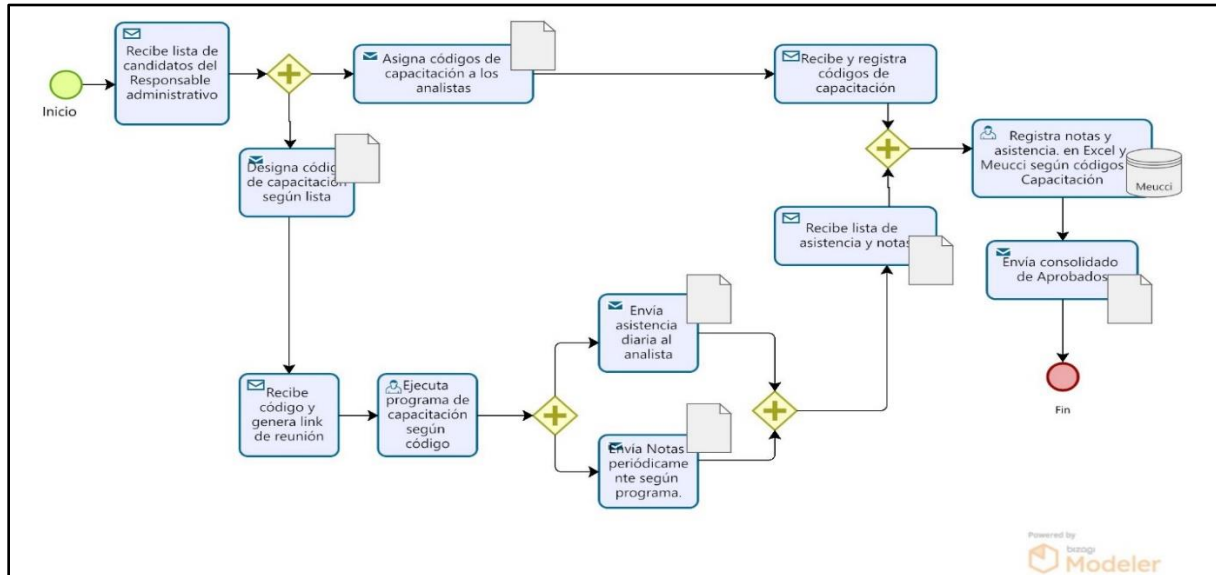 Recibe lista de
candidatos del
Responsable
administrativo
Inicio
Asigna códigos de
capacitación a los
analistas
Recibe y registra
códigos de
capacitación
Designa códig
de capacitación
según lista
Registra notas y
asistencia. en Excel y
Meucci según códigos
Capacitación
Meucci
Recibe lista de
asistencia y notas
Envía consolidado
de Aprobados
Envía
asistencia
diaria al
analista
Recibe
código y
genera link
de reunión
Ejecuta
programa de
capacitación
según
código
Envía Notas
periódicame
nte según
programa.
Fin
Powered by
bizagi
Modeler